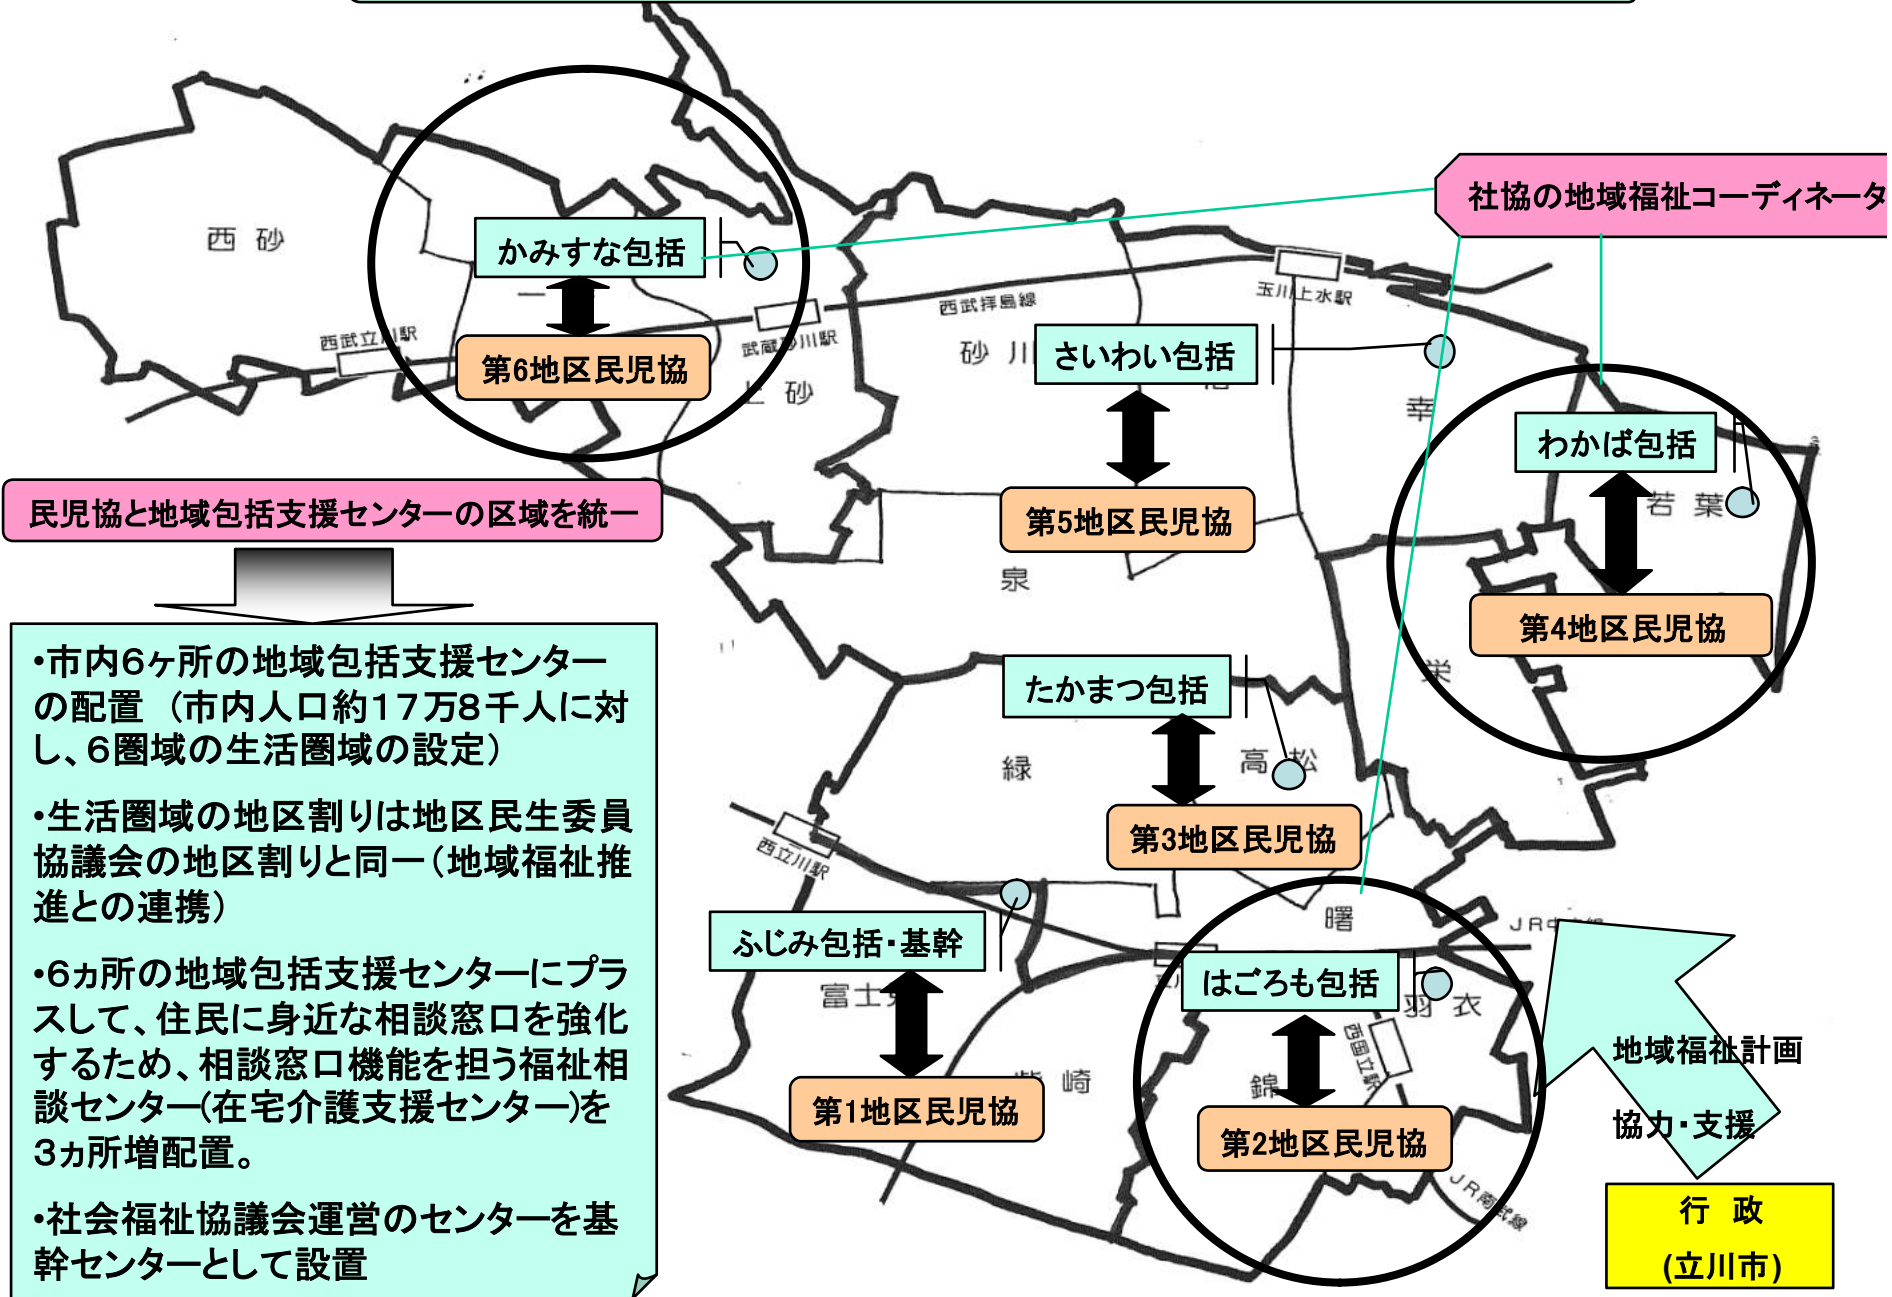 社協の地域福祉コーディネータ
西砂
かみすな包括
一
玉川上水駅
西武拝島線
西武立川駅
武蔵砂川駅
第6地区民児協
上砂
砂川
さいわい包括
幸
わかば包括
若葉
民児協と地域包括支援センターの区域を統一
第5地区民児協
泉
第4地区民児協
栄
・市内6ヶ所の地域包括支援センター
の配置 （市内人口約17万8千人に対
し、6圏域の生活圏域の設定）
・生活圏域の地区割りは地区民生委員
協議会の地区割りと同一（地域福祉推
進との連携）
・6ヵ所の地域包括支援センターにプラ
スして、住民に身近な相談窓口を強化
するため、相談窓口機能を担う福祉相
談センター(在宅介護支援センター)を
3ヵ所増配置。
・社会福祉協議会運営のセンターを基
幹センターとして設置
たかまつ包括
緑
高松
第3地区民児協
西立川駅
曙
JR中
ふじみ包括・基幹
富士
はごろも包括
羽衣
西国立駅
柴崎
錦
第1地区民児協
第2地区民児協
JR南武線
地域福祉計画
協力・支援
行 政
(立川市)